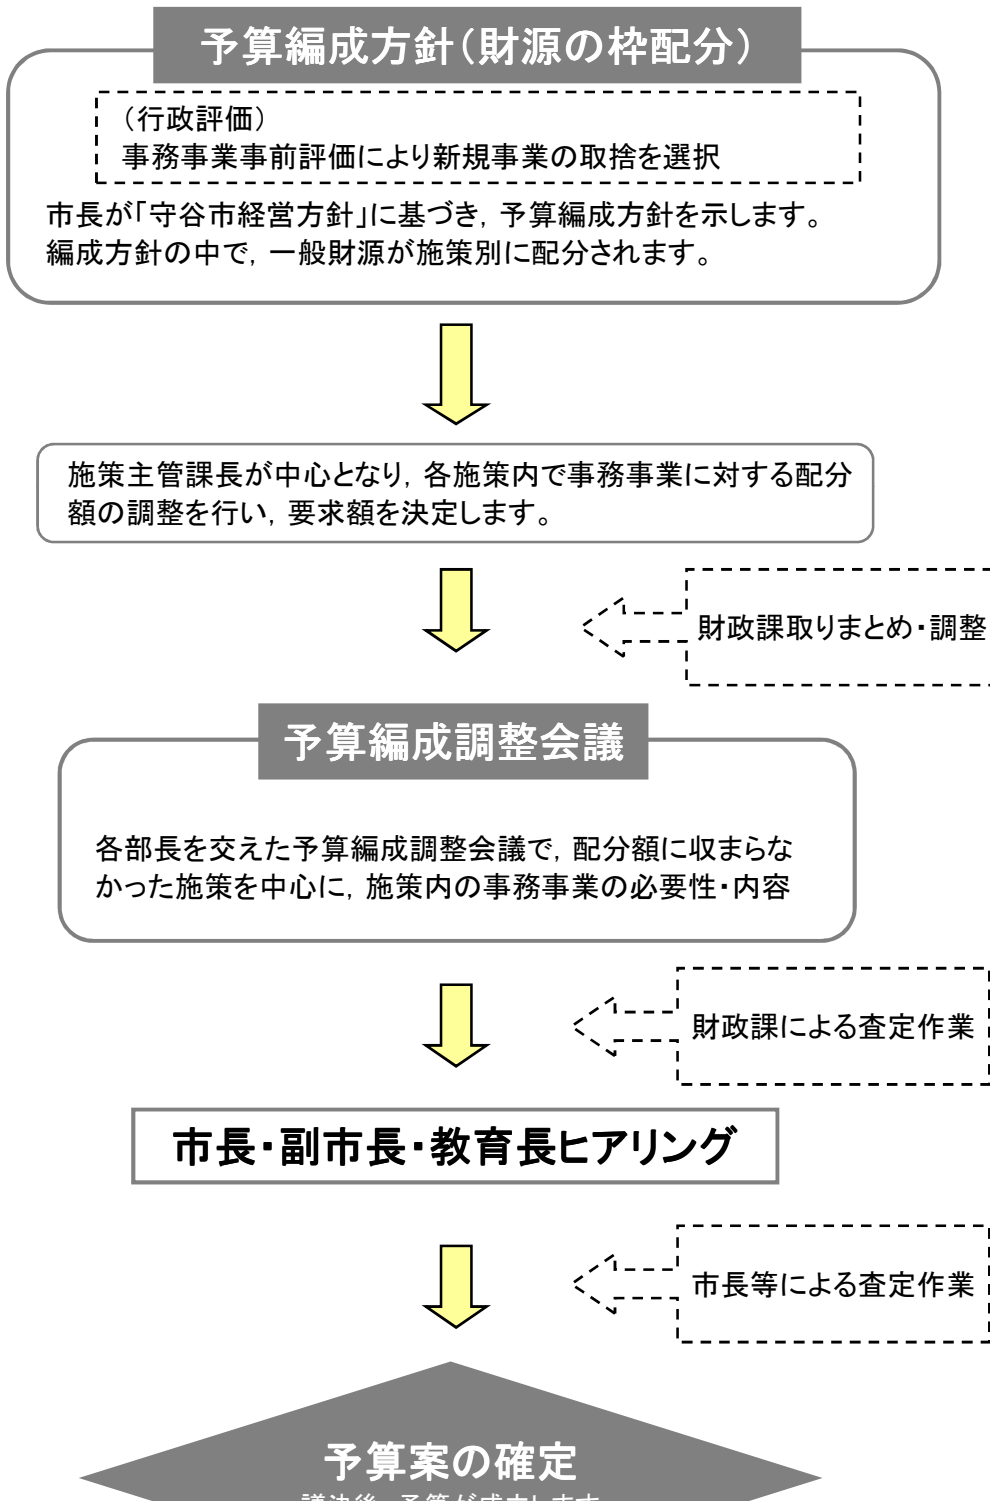 予算編成方針（財源の枠配分）
（行政評価）
事務事業事前評価により新規事業の取捨を選択
市長が「守谷市経営方針」に基づき，予算編成方針を示します。
編成方針の中で，一般財源が施策別に配分されます。
施策主管課長が中心となり，各施策内で事務事業に対する配分
額の調整を行い，要求額を決定します。
財政課取りまとめ・調整
予算編成調整会議
各部長を交えた予算編成調整会議で，配分額に収まらな
かった施策を中心に，施策内の事務事業の必要性・内容
財政課による査定作業
市長・副市長・教育長ヒアリング
市長等による査定作業
予算案の確定
議決後，予算が成立します